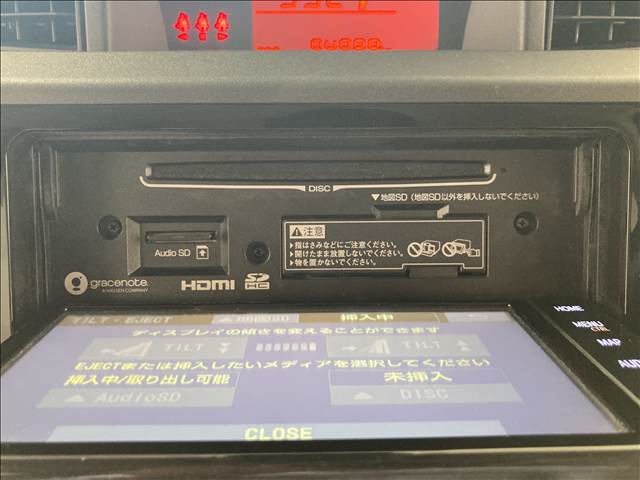 DISC
▼地図SD (地図SD以外を挿入しないでください)
Audio SD
⚠注意
▶指はさみなどにご注意ください。
▶開けたまま放置しないでください。
▶物を置かないでください。
gracenote.
A NIELSEN COMPANY
HDMI
SD HC
HOME
MENU
CTRL
MAP
AUD
TILT・EJECT
地図SD
挿入中
ディスプレイの傾きを変えることができます
TILT
TILT
EJECTまたは挿入したいメディアを選択してください
挿入中/取り出し可能
未挿入
AudioSD
DISC
CLOSE